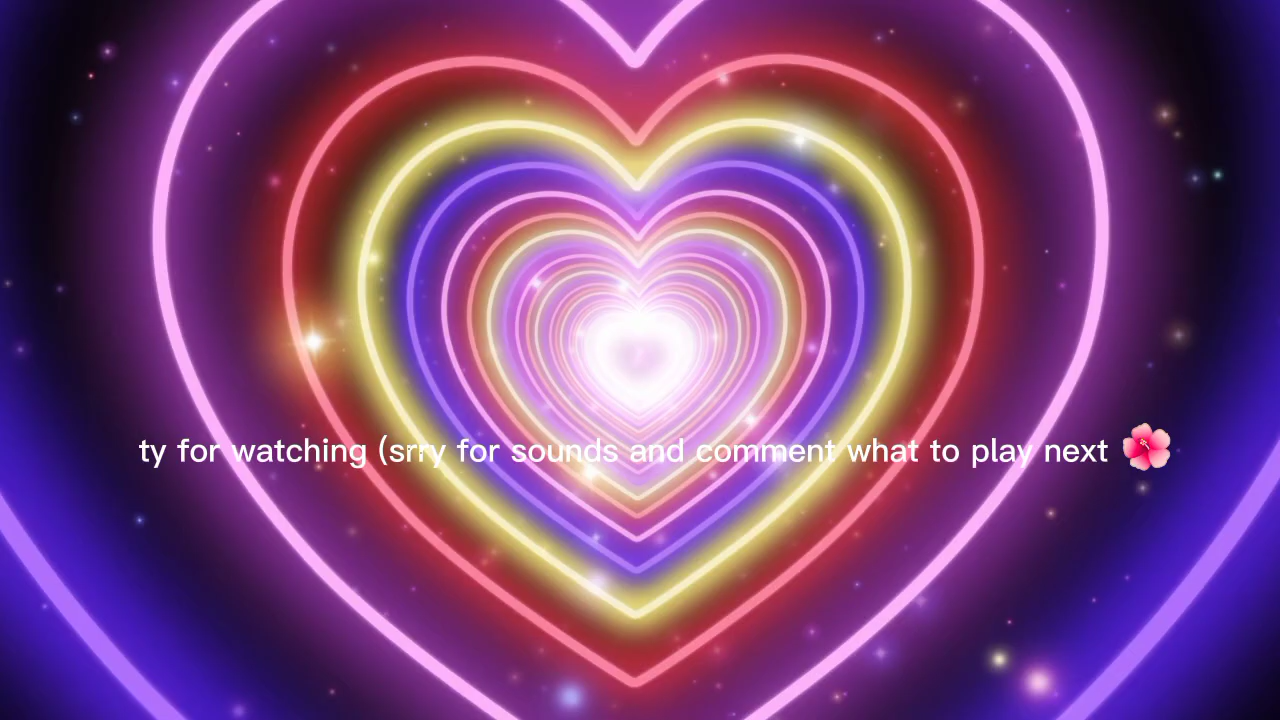 ty for watching (srry for sounds and comment what to play next 🌺